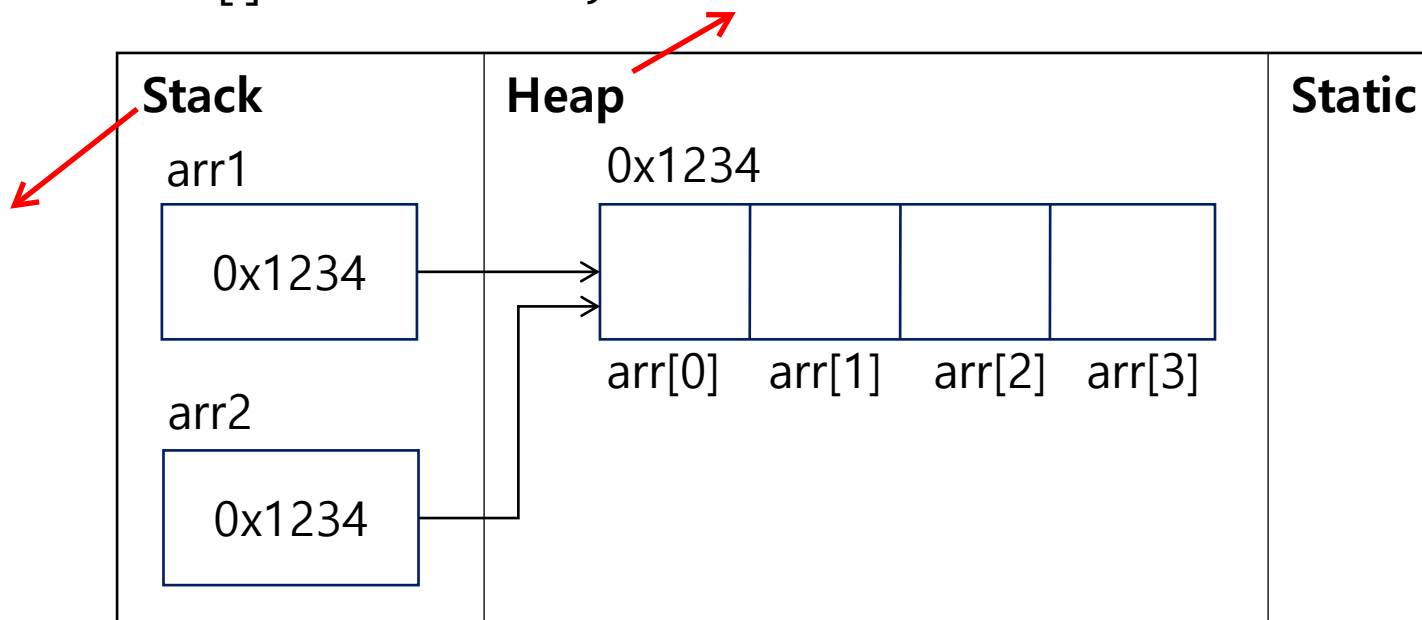 Stack Heap Static
arr1 0x1234
0x1234
arr[0] arr[1] arr[2] arr[3]
arr2
0x1234